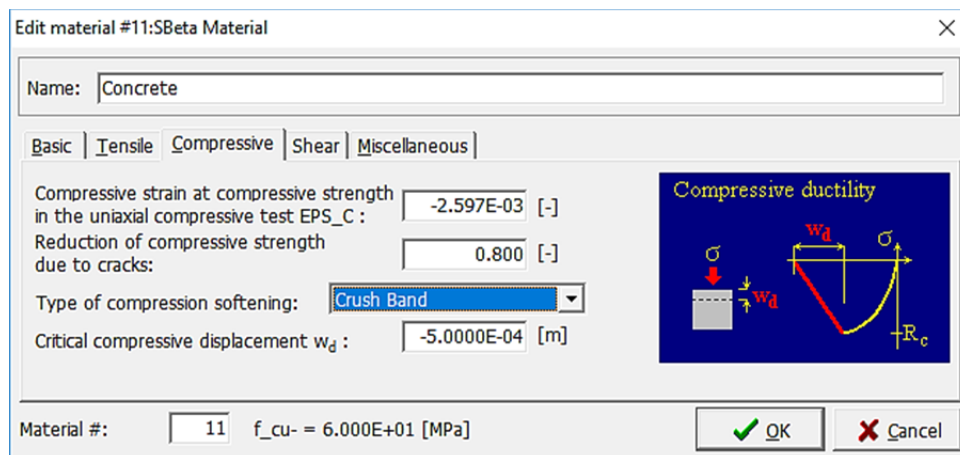 Edit material #11:SBeta Material
Name: Concrete
Basic Tensile Compressive Shear Miscellaneous
Compressive strain at compressive strength
in the uniaxial compressive test EPS_C : -2.597E-03 [-]
Reduction of compressive strength
due to cracks: 0.800 [-]
Type of compression softening: Crush Band
Critical compressive displacement wd : -5.0000E-04 [m]
Compressive ductility
wd σ
σ
wd
Rc
Material #: 11 f_cu- = 6.000E+01 [MPa] OK Cancel